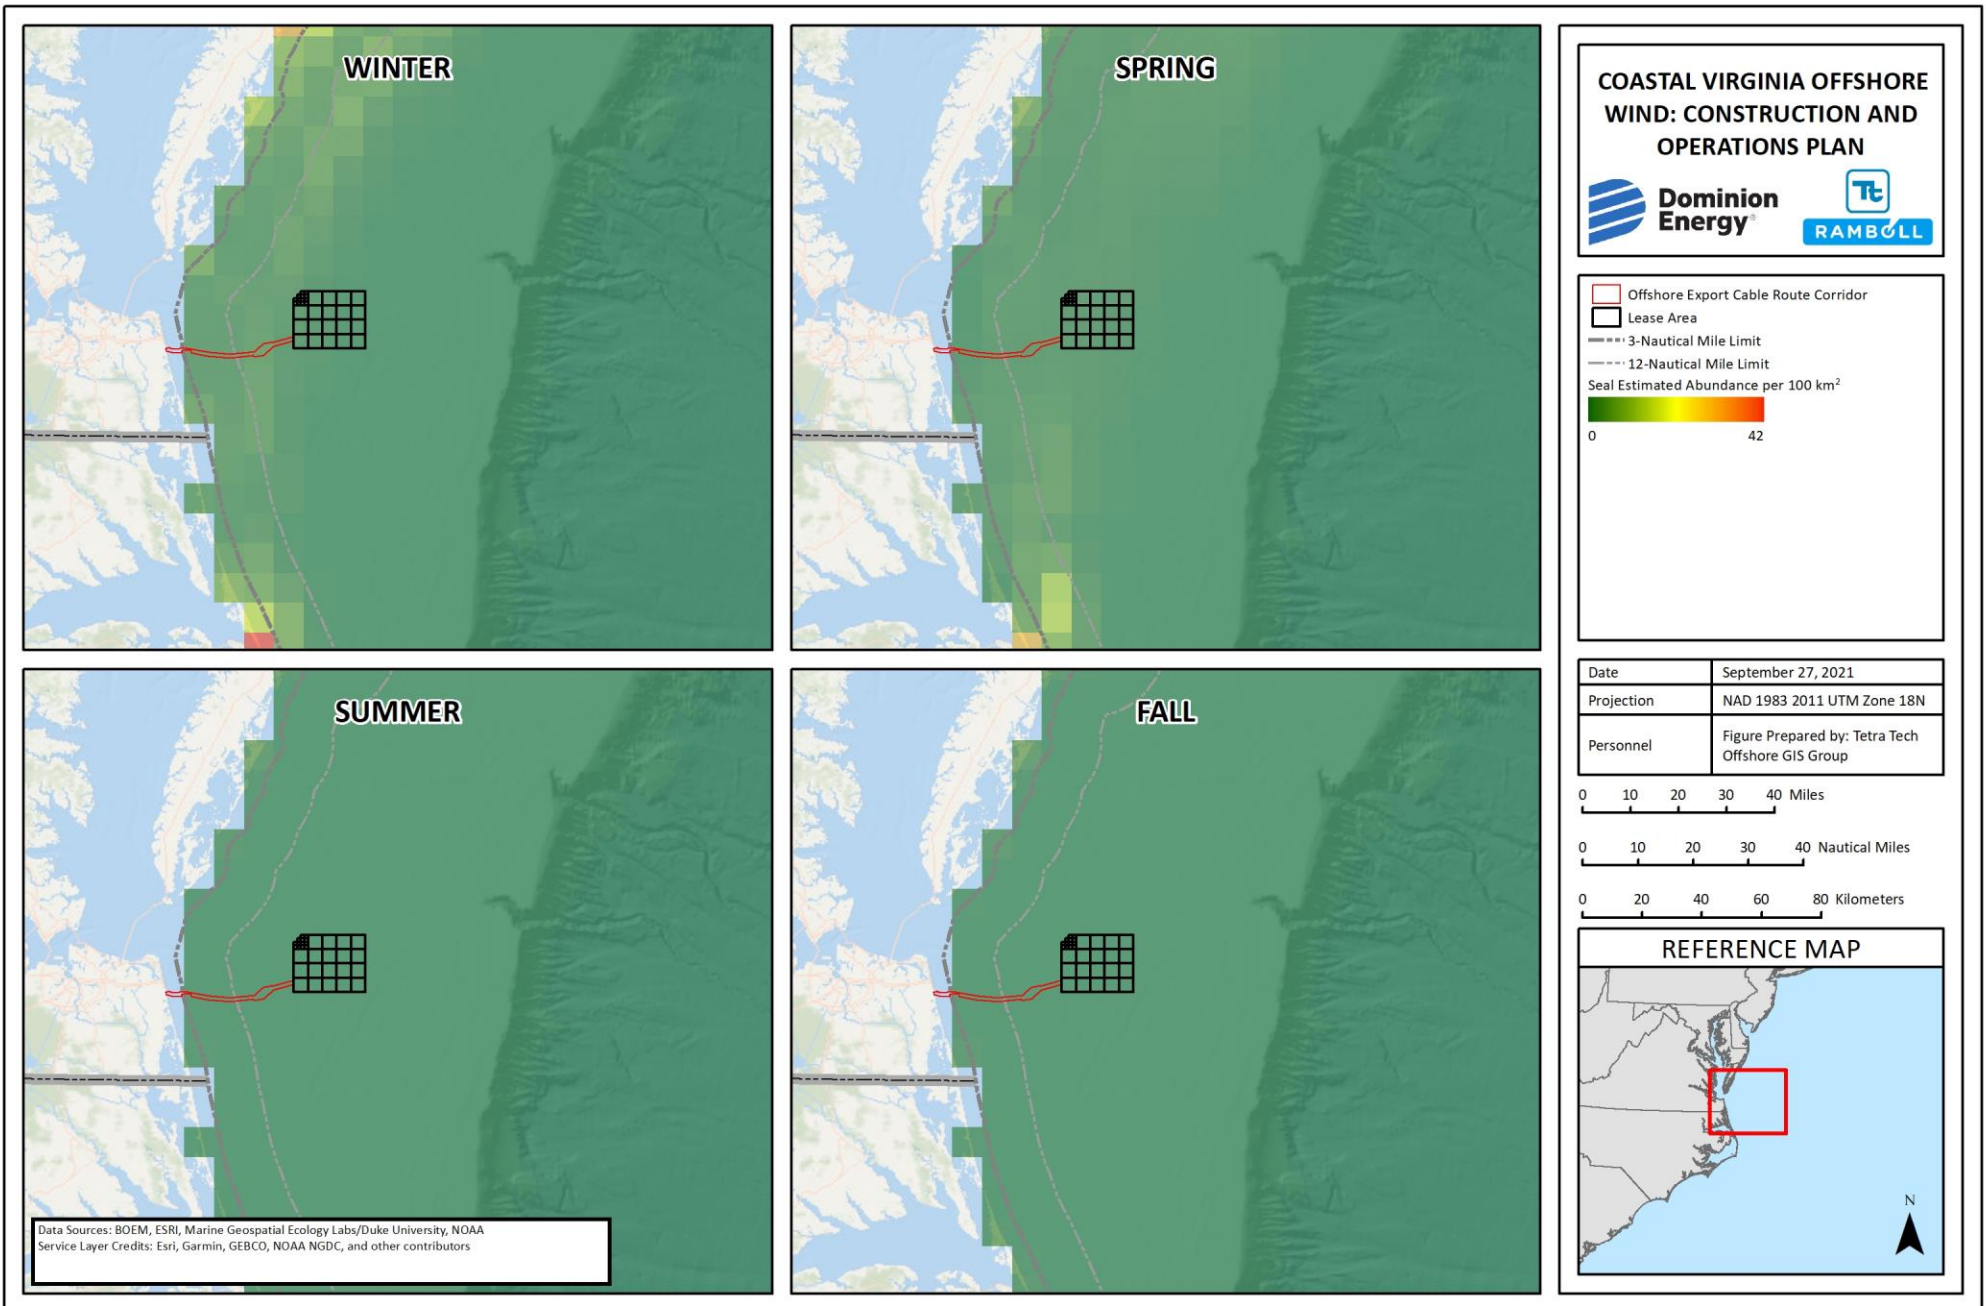 WINTER
SPRING
SUMMER
FALL
Data Sources: BOEM, ESRI, Marine Geospatial Ecology Labs/Duke University, NOAA
Service Layer Credits: Esri, Garmin, GEBCO, NOAA NGDC, and other contributors
COASTAL VIRGINIA OFFSHORE
WIND: CONSTRUCTION AND
OPERATIONS PLAN
Dominion
Energy®
Tt
RAMBOLL
Offshore Export Cable Route Corridor
Lease Area
3-Nautical Mile Limit
12-Nautical Mile Limit
Seal Estimated Abundance per 100 km²
0 42
Date September 27, 2021
Projection NAD 1983 2011 UTM Zone 18N
Personnel Figure Prepared by: Tetra Tech
Offshore GIS Group
0 10 20 30 40 Miles
0 10 20 30 40 Nautical Miles
0 20 40 60 80 Kilometers
REFERENCE MAP
N